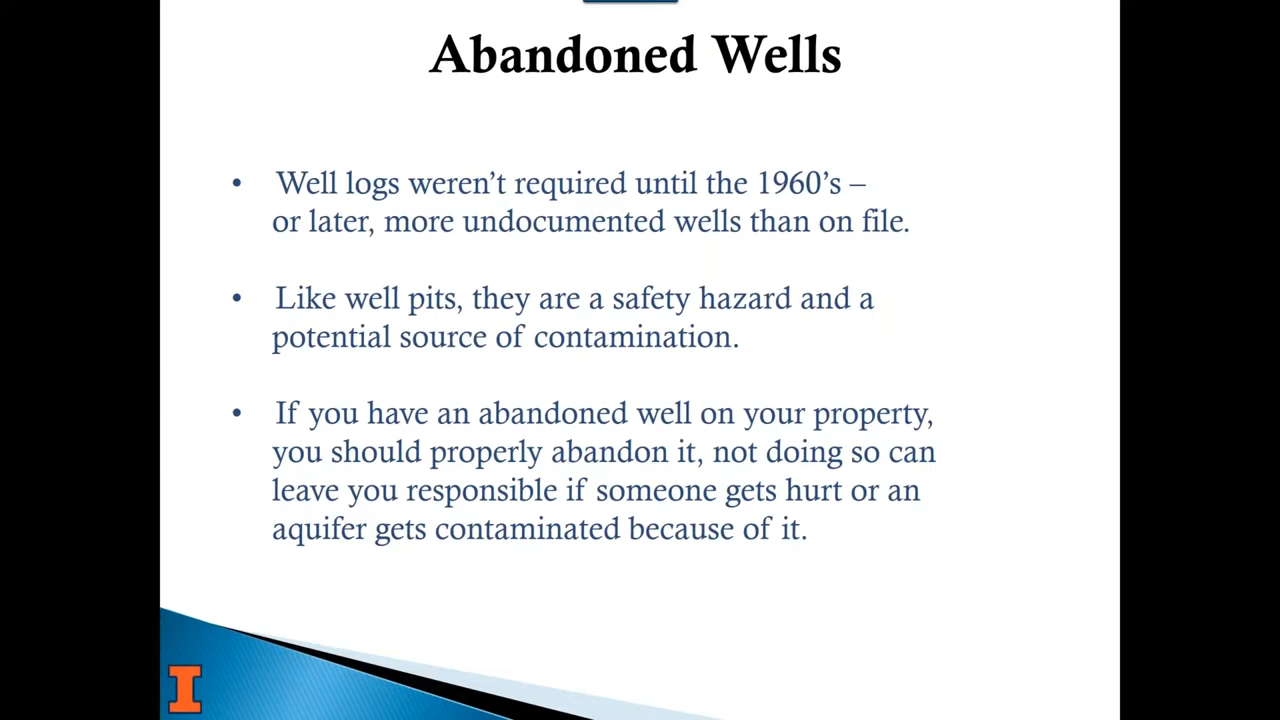 Abandoned Wells
• Well logs weren’t required until the 1960’s –
or later, more undocumented wells than on file.
• Like well pits, they are a safety hazard and a
potential source of contamination.
• If you have an abandoned well on your property,
you should properly abandon it, not doing so can
leave you responsible if someone gets hurt or an
aquifer gets contaminated because of it.
I